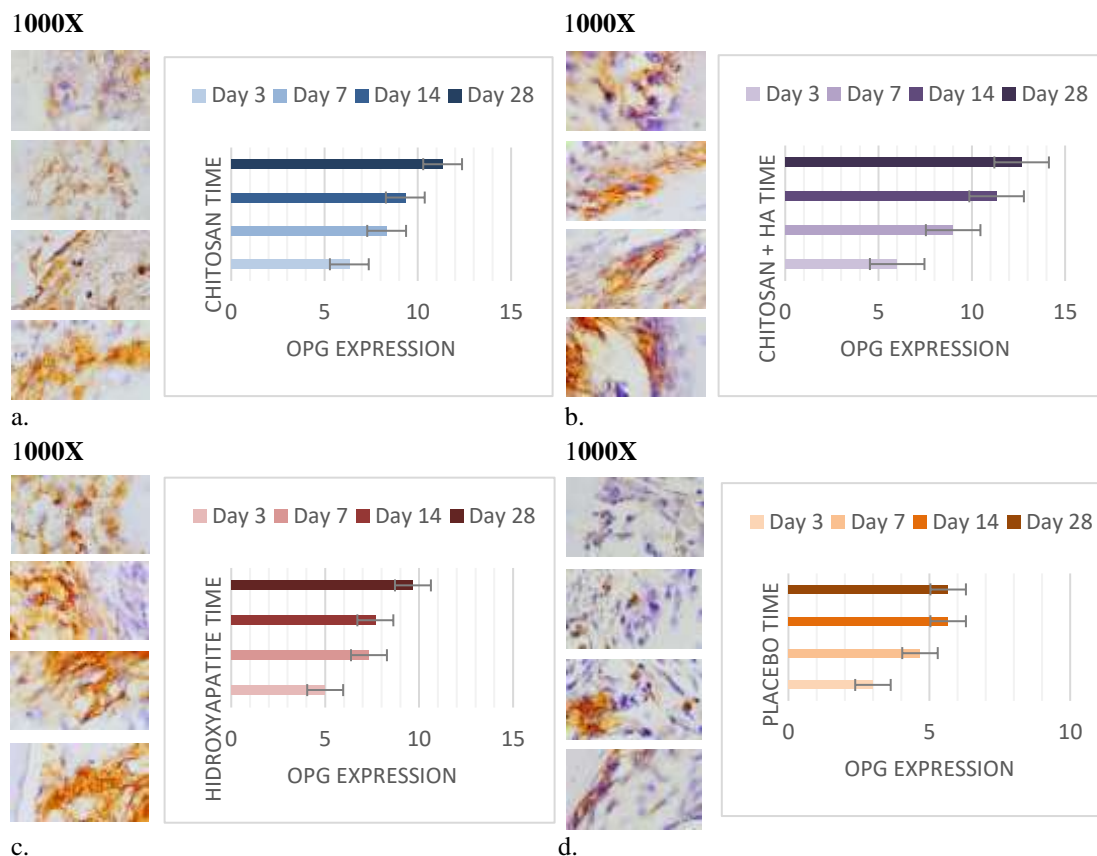 1000X
Day 3 Day 7 Day 14 Day 28
CHITOSAN TIME
0 5 10 15
OPG EXPRESSION
a.
1000X
Day 3 Day 7 Day 14 Day 28
CHITOSAN + HA TIME
0 5 10 15
OPG EXPRESSION
b.
1000X
Day 3 Day 7 Day 14 Day 28
HIDROXYAPATITE TIME
0 5 10 15
OPG EXPRESSION
c.
1000X
Day 3 Day 7 Day 14 Day 28
PLACEBO TIME
0 5 10
OPG EXPRESSION
d.